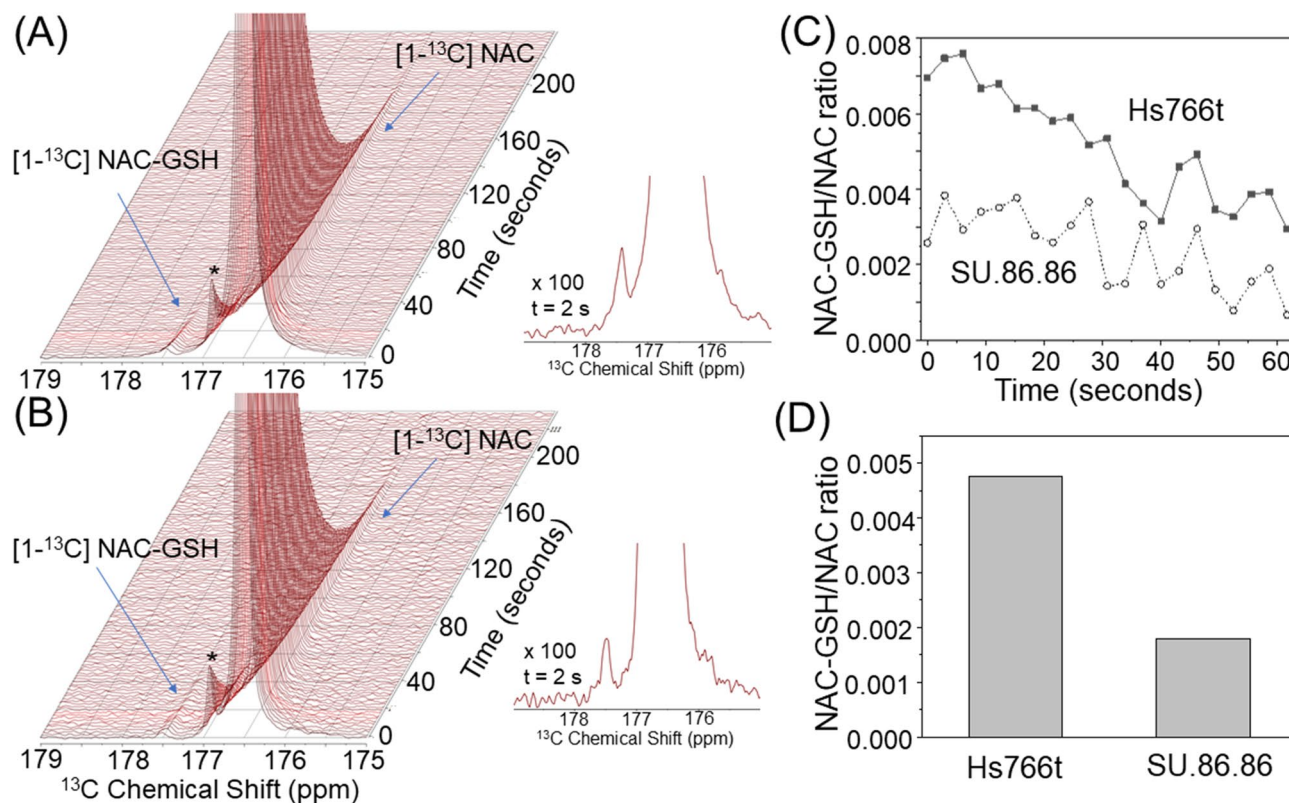 (A)
[1-¹³C] NAC
[1-¹³C] NAC-GSH
*
200
160
120
80
40
0
Time (seconds)
179 178 177 176 175
x 100
t = 2 s
178 177 176
¹³C Chemical Shift (ppm)
(B)
[1-¹³C] NAC
[1-¹³C] NAC-GSH
*
200
160
120
80
40
0
Time (seconds)
179 178 177 176 175
¹³C Chemical Shift (ppm)
x 100
t = 2 s
178 177 176
¹³C Chemical Shift (ppm)
(C)
NAC-GSH/NAC ratio
0.008
0.006
0.004
0.002
0.000
Hs766t
SU.86.86
0 10 20 30 40 50 60
Time (seconds)
(D)
NAC-GSH/NAC ratio
0.005
0.004
0.003
0.002
0.001
0.000
Hs766t SU.86.86